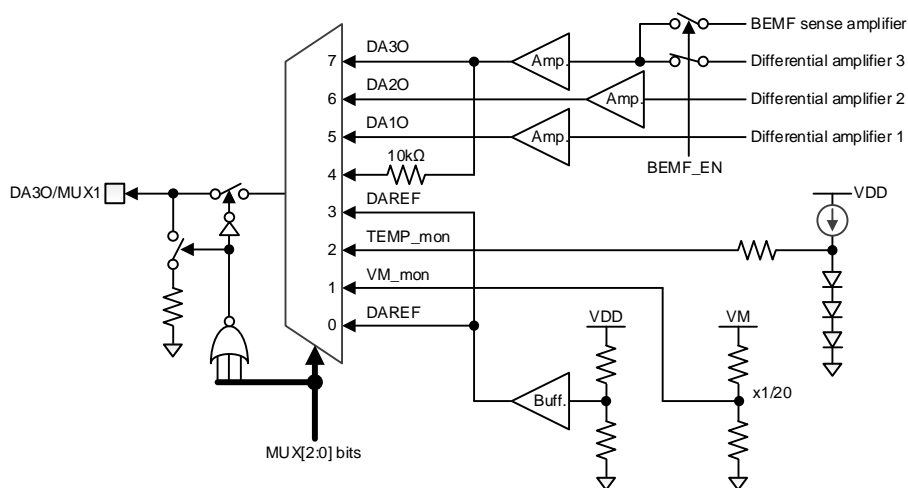 BEMF sense amplifier
DA3O
7
Amp.
Differential amplifier 3
DA2O
6
Amp.
Differential amplifier 2
DA1O
5
Amp.
Differential amplifier 1
10kΩ
BEMF_EN
4
DA3O/MUX1
DAREF
3
VDD
TEMP_mon
2
VM_mon
1
DAREF
0
VDD
VM
Buff.
x1/20
MUX[2:0] bits